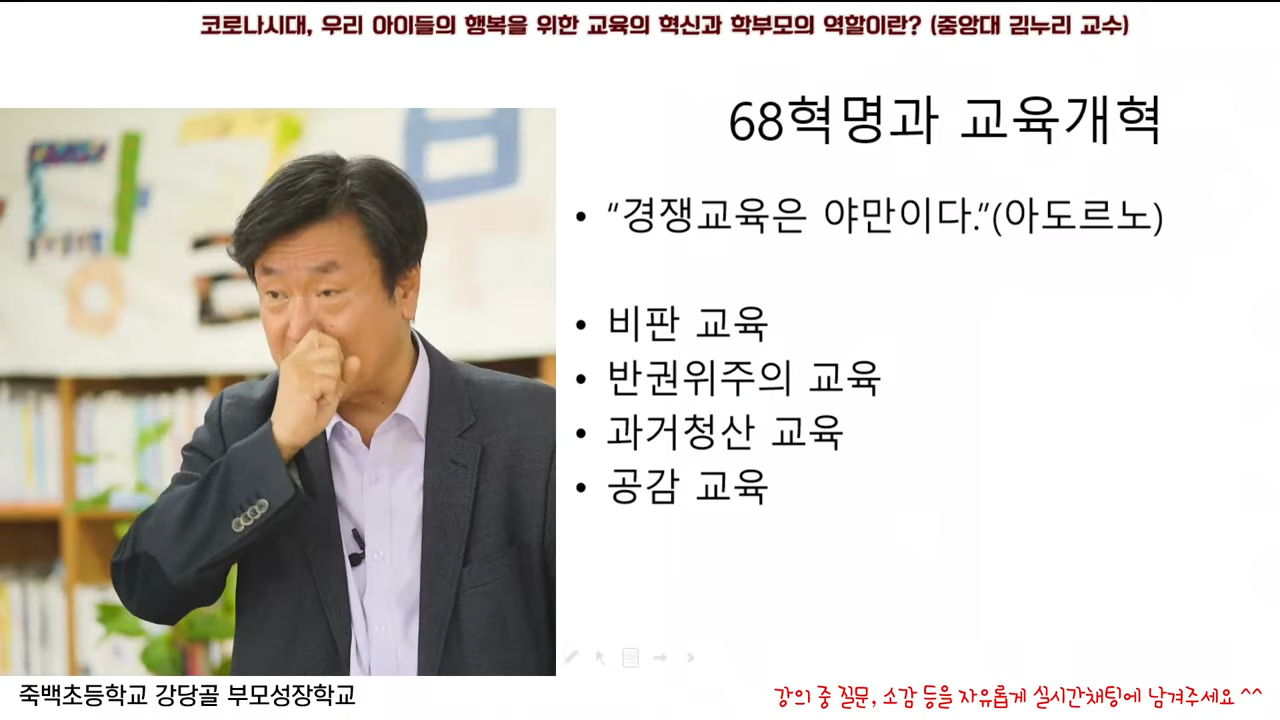 코로나시대, 우리 아이들의 행복을 위한 교육의 혁신과 학부모의 역할이란? (중앙대 김누리 교수)
68혁명과 교육개혁
• “경쟁교육은 야만이다.”(아도르노)
• 비판 교육
• 반권위주의 교육
• 과거청산 교육
• 공감 교육
죽백초등학교 강당골 부모성장학교
강의 중 질문, 소감 등을 자유롭게 실시간채팅에 남겨주세요 ^^